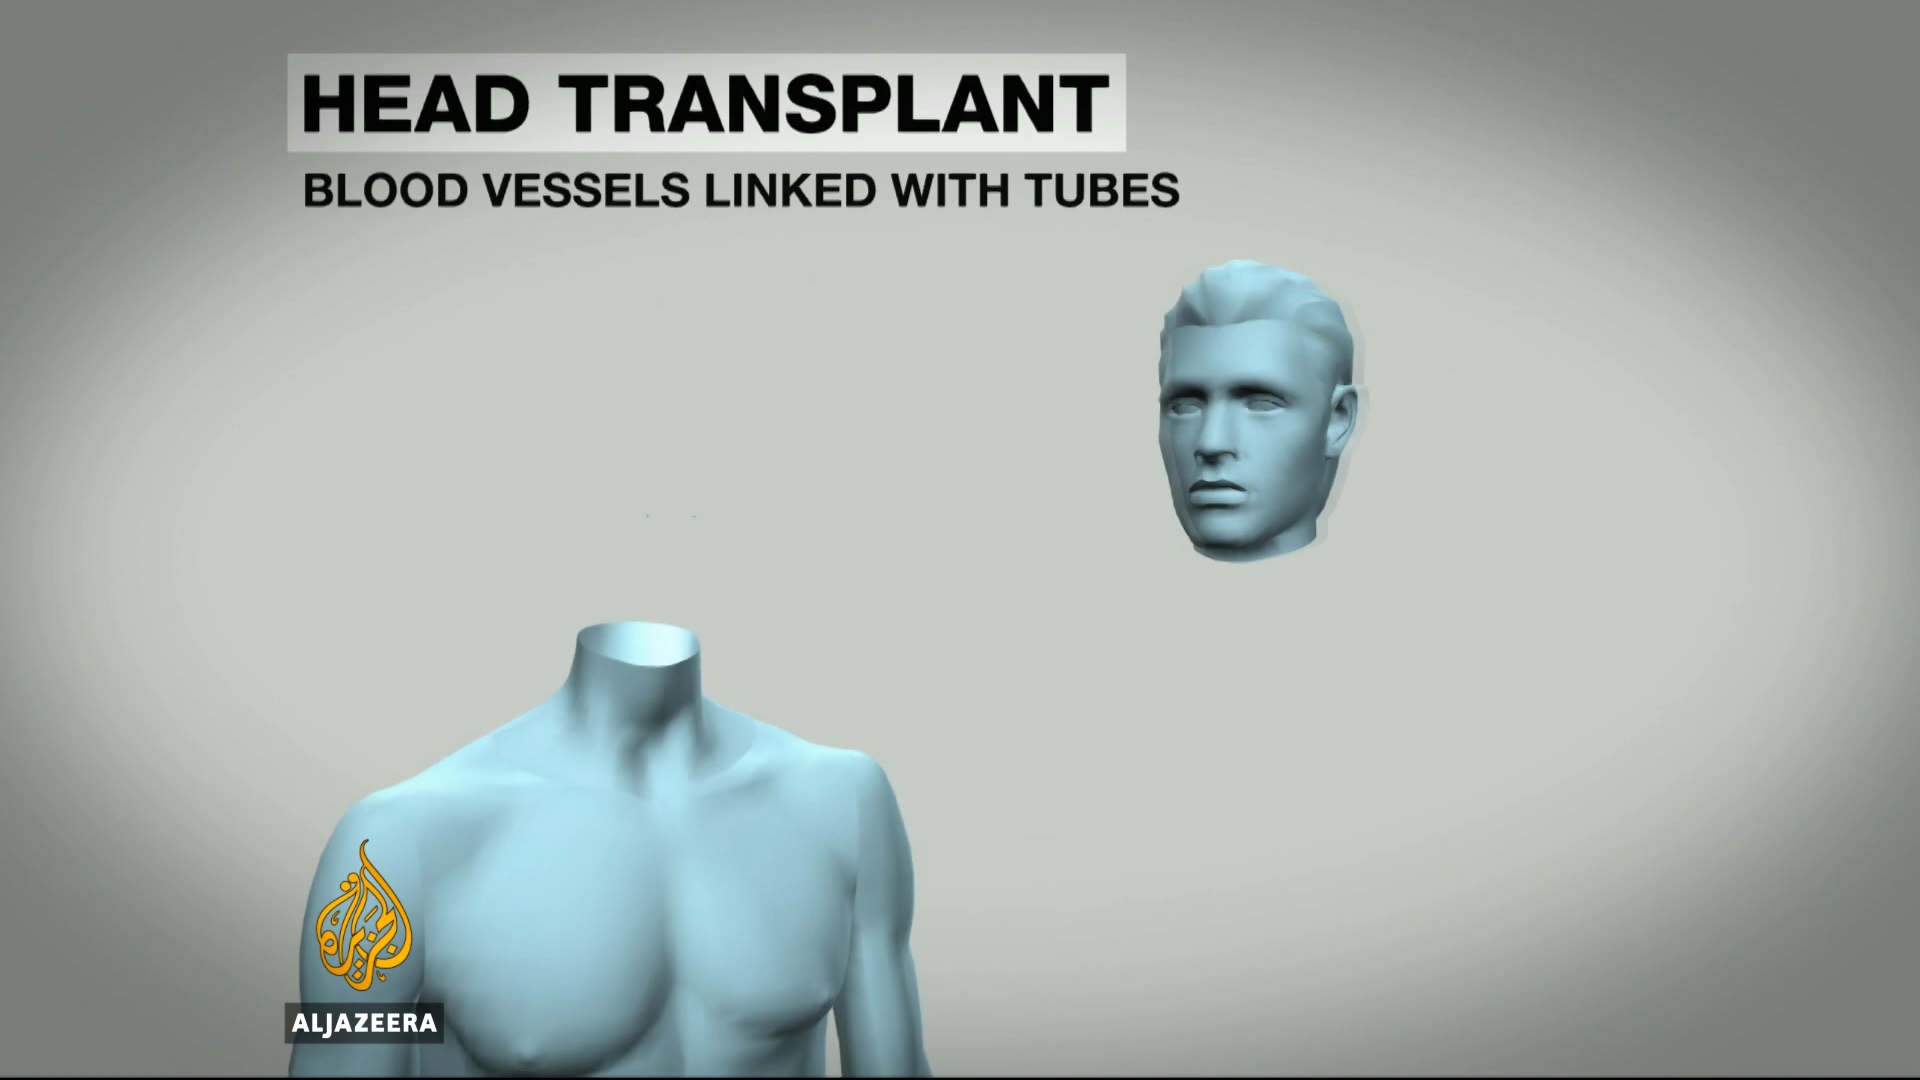 HEAD TRANSPLANT
BLOOD VESSELS LINKED WITH TUBES
الجزيرة
ALJAZEERA